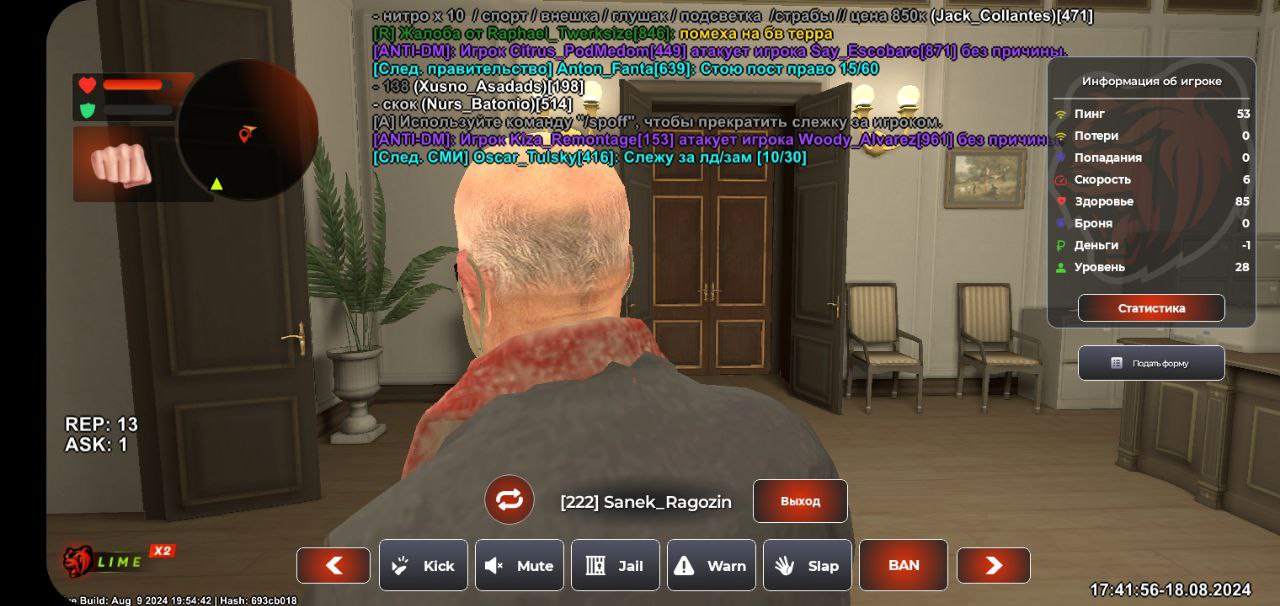 - нитро x 10  / спорт / внешка / глушак / подсветка  /страбы // цена 850к (Jack_Collantes)[471]
[R] Жалоба от Raphael_Twerksize[846]: помеха на бв терра
[ANTI-DM]: Игрок Citrus_PodMedom[449] атакует игрока Say_Escobaro[871] без причины.
[След. правительство] Anton_Fanta[639]: Стою пост право 15/60
- 138 (Xusno_Asadads)[198]
- скок (Nurs_Batonio)[514]
[A] Используйте команду "/spoff", чтобы прекратить слежку за игроком.
[ANTI-DM]: Игрок Kiza_Remontage[153] атакует игрока Woody_Alvarez[961] без причины.
[След. СМИ] Oscar_Tulsky[416]: Слежу за лд/зам [10/30]
Информация об игроке
Пинг 53
Потери 0
Попадания 0
Скорость 6
Здоровье 85
Броня 0
Деньги -1
Уровень 28
Статистика
Подать форму
REP: 13
ASK: 1
[222] Sanek_Ragozin
Выход
LIME X2
Kick
Mute
Jail
Warn
Slap
BAN
17:41:56-18.08.2024
Build: Aug  9 2024 19:54:42 | Hash: 693cb018